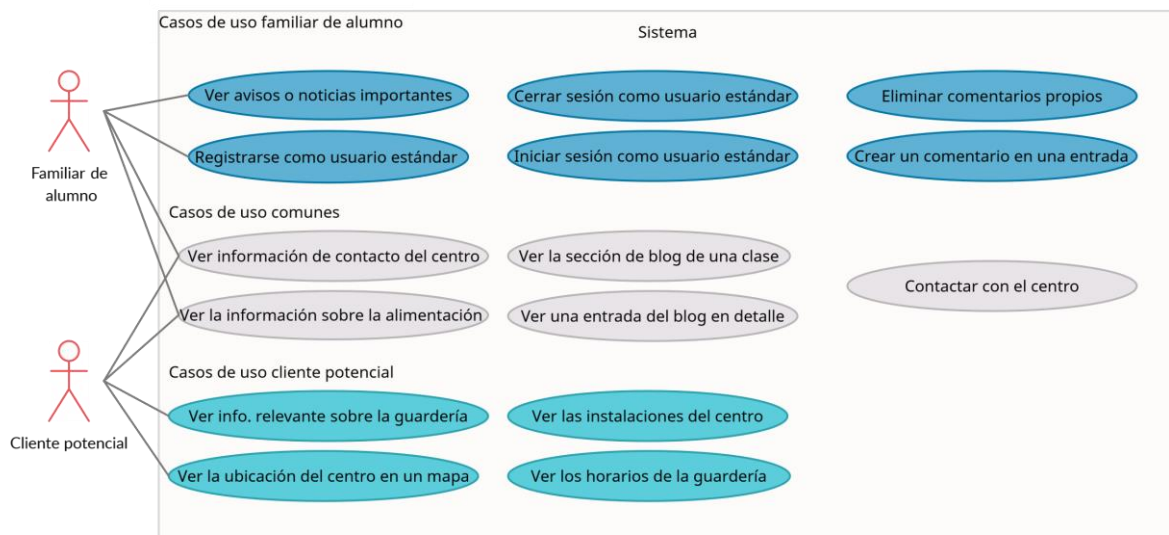 Casos de uso familiar de alumno
Sistema
Ver avisos o noticias importantes
Cerrar sesión como usuario estándar
Eliminar comentarios propios
Registrarse como usuario estándar
Iniciar sesión como usuario estándar
Crear un comentario en una entrada
Familiar de
alumno
Casos de uso comunes
Ver información de contacto del centro
Ver la sección de blog de una clase
Contactar con el centro
Ver la información sobre la alimentación
Ver una entrada del blog en detalle
Casos de uso cliente potencial
Cliente potencial
Ver info. relevante sobre la guardería
Ver las instalaciones del centro
Ver la ubicación del centro en un mapa
Ver los horarios de la guardería